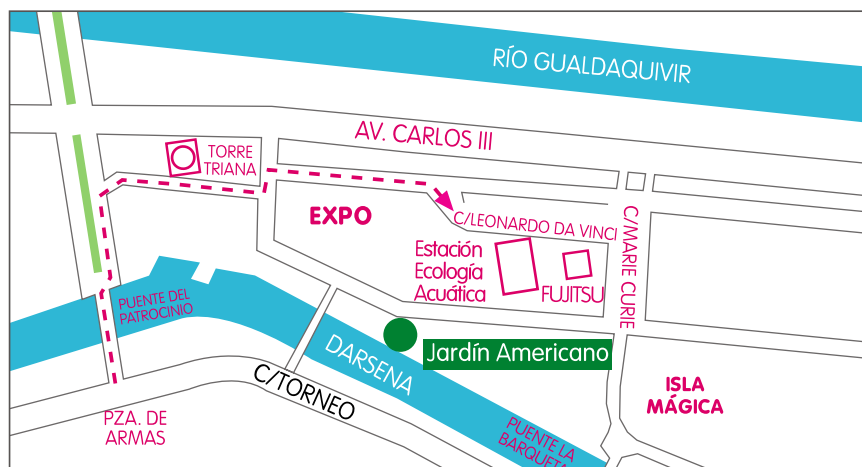 RÍO GUALDAQUIVIR
AV. CARLOS III
TORRE
TRIANA
EXPO
C/LEONARDO DA VINCI
C/MARIE CURIE
Estación
Ecología
Acuática
FUJITSU
PUENTE DEL
PATROCINIO
DARSENA
Jardín Americano
C/TORNEO
ISLA
MÁGICA
PZA. DE
ARMAS
PUENTE LA
BARQUETA